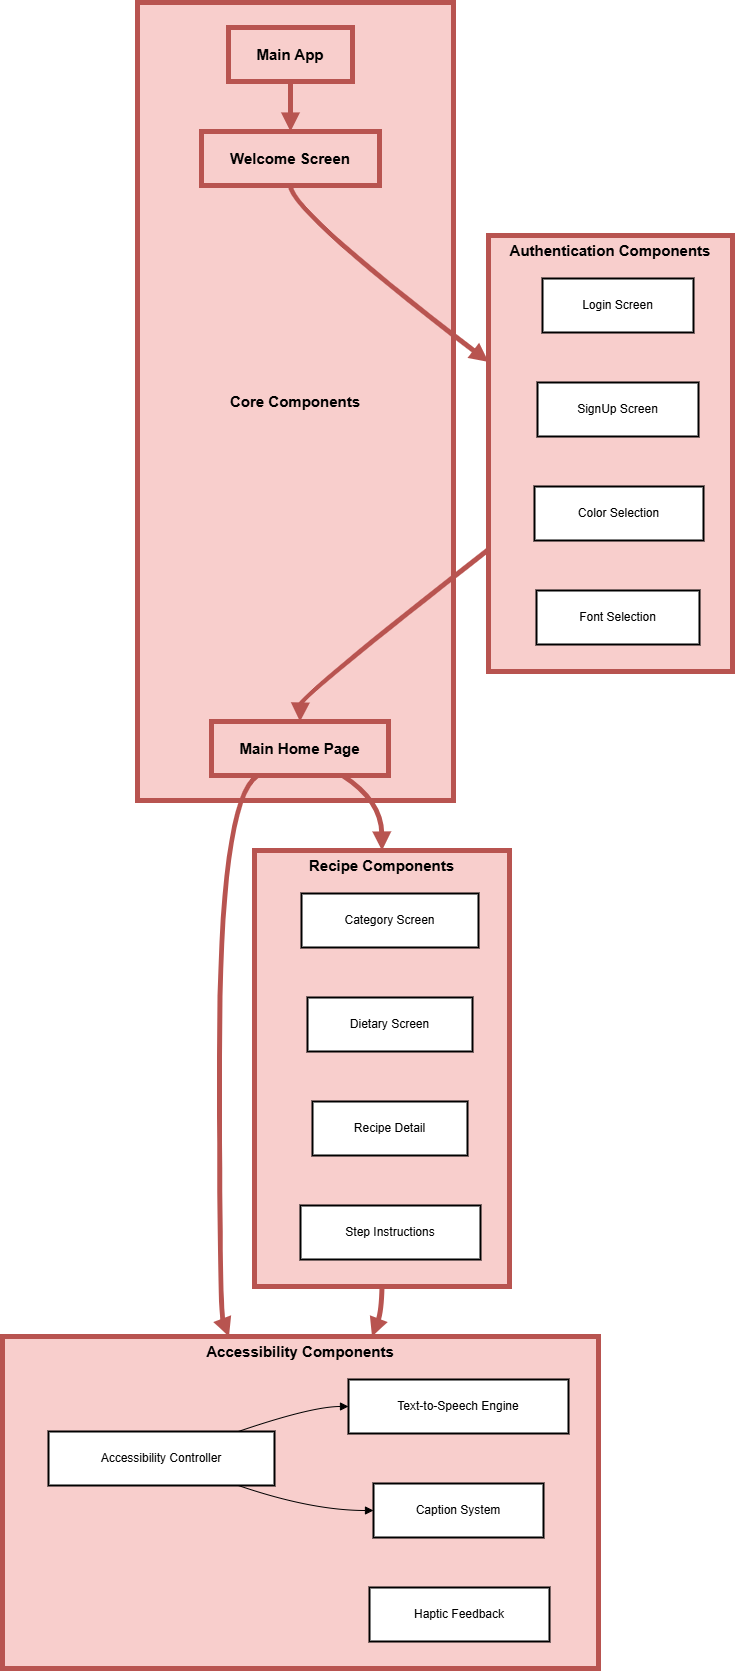 Main App
Welcome Screen
Authentication Components
Login Screen
SignUp Screen
Core Components
Color Selection
Font Selection
Main Home Page
Recipe Components
Category Screen
Dietary Screen
Recipe Detail
Step Instructions
Accessibility Components
Text-to-Speech Engine
Accessibility Controller
Caption System
Haptic Feedback